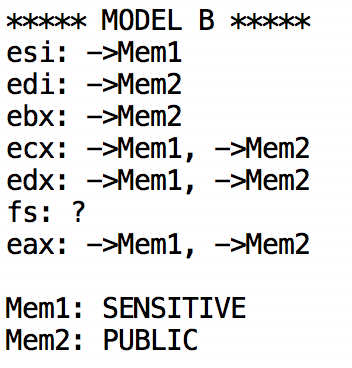 ***** MODEL B *****
esi: ->Mem1
edi: ->Mem2
ebx: ->Mem2
ecx: ->Mem1, ->Mem2
edx: ->Mem1, ->Mem2
fs: ?
eax: ->Mem1, ->Mem2
Mem1: SENSITIVE
Mem2: PUBLIC